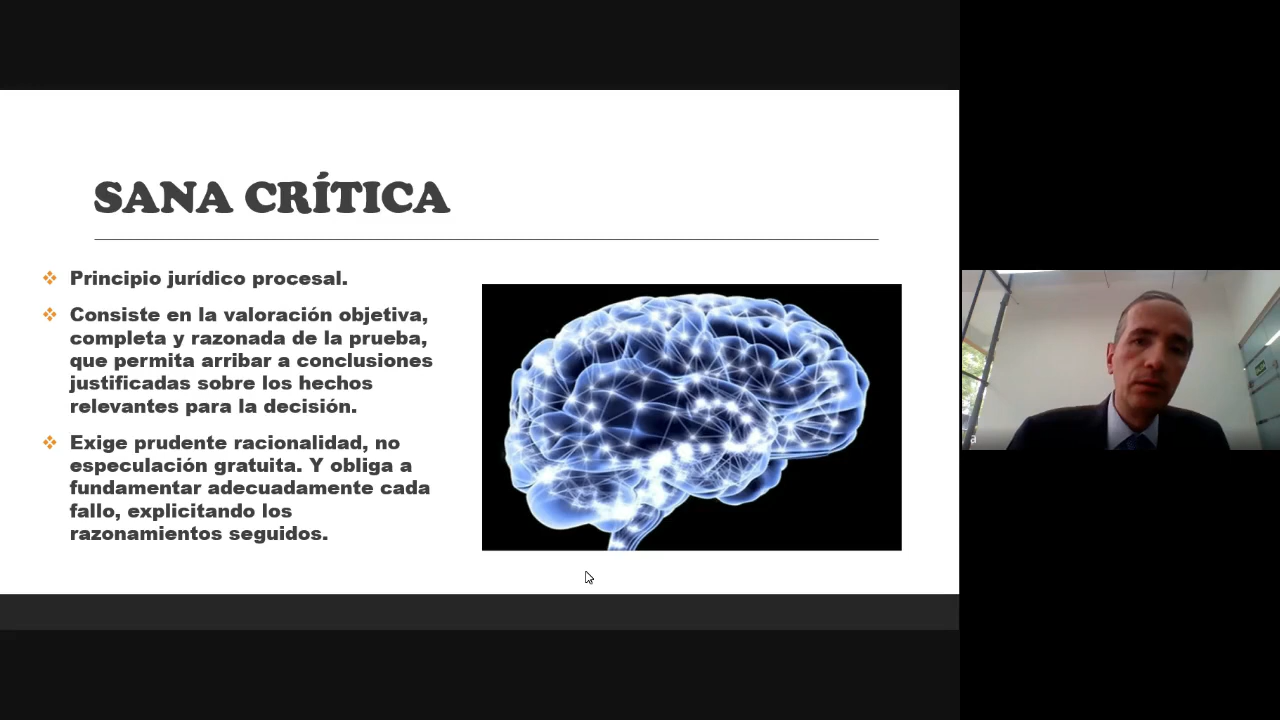 SANA CRÍTICA
Principio jurídico procesal.
Consiste en la valoración objetiva,
completa y razonada de la prueba,
que permita arribar a conclusiones
justificadas sobre los hechos
relevantes para la decisión.
Exige prudente racionalidad, no
especulación gratuita. Y obliga a
fundamentar adecuadamente cada
fallo, explicitando los
razonamientos seguidos.